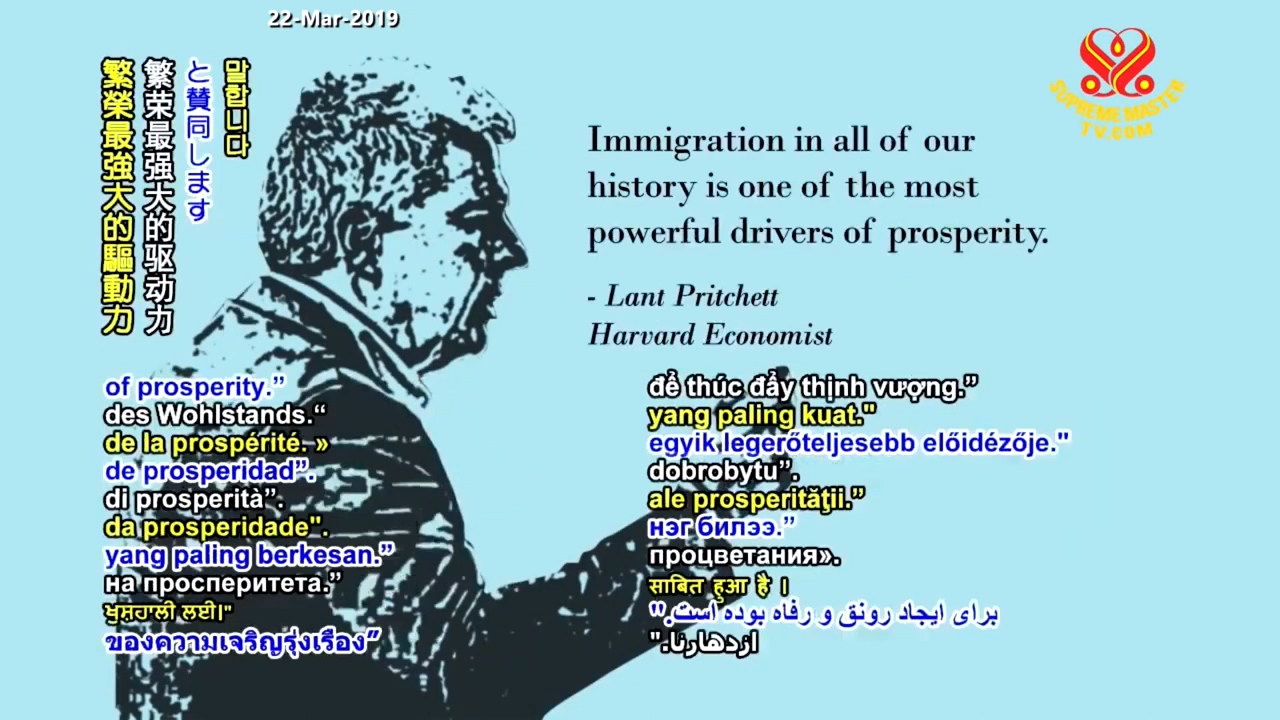 22-Mar-2019
SUPREME MASTER
TV.COM
말합니다
と賛同します
繁荣最强大的驱动力
繁榮最強大的驅動力
Immigration in all of our
history is one of the most
powerful drivers of prosperity.
- Lant Pritchett
Harvard Economist
of prosperity.”
des Wohlstands.“
de la prospérité. »
de prosperidad”.
di prosperità”.
da prosperidade".
yang paling berkesan.”
на просперитета.”
ਖੁਸ਼ਹਾਲੀ ਲਈ।"
ของความเจริญรุ่งเรือง”
để thúc đẩy thịnh vượng.”
yang paling kuat."
egyik legerőteljesebb előidézője."
dobrobytu”.
ale prosperităţii.”
нэг билээ.”
процветания».
साबित हुआ है ।
برای ایجاد رونق و رفاه بوده است."
ازدهارنا."